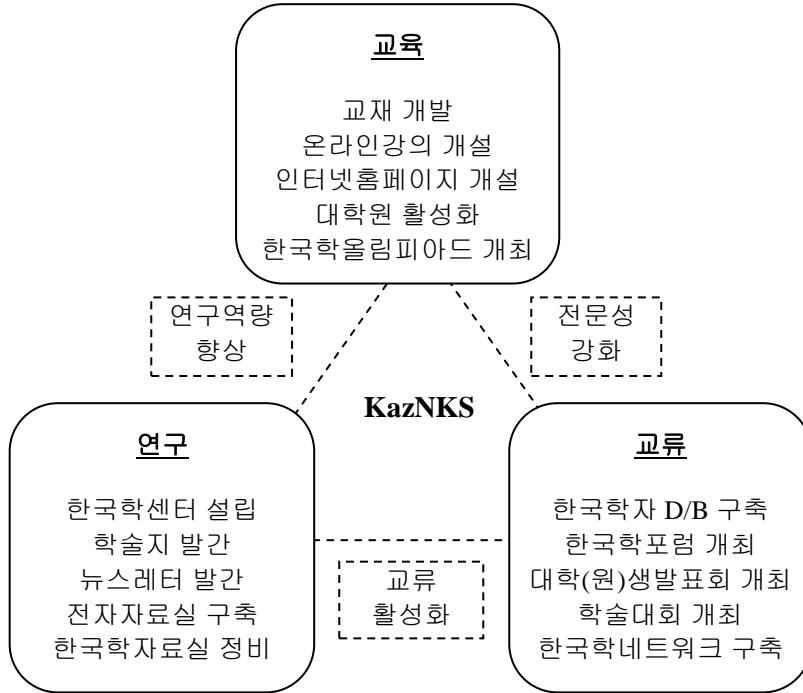 교육
교재 개발
온라인강의 개설
인터넷홈페이지 개설
대학원 활성화
한국학올림피아드 개최
연구역량
향상
전문성
강화
KazNKS
연구
한국학센터 설립
학술지 발간
뉴스레터 발간
전자자료실 구축
한국학자료실 정비
교류
활성화
교류
한국학자 D/B 구축
한국학포럼 개최
대학(원)생발표회 개최
학술대회 개최
한국학네트워크 구축